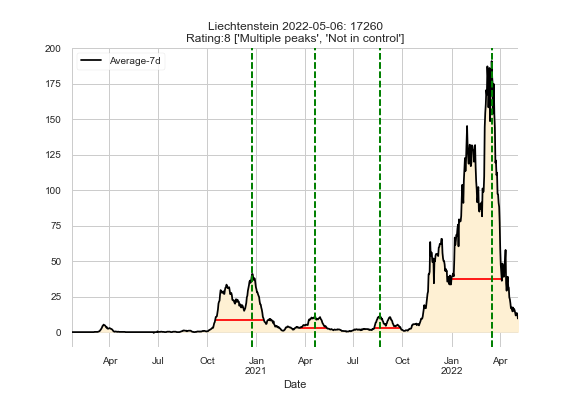 Liechtenstein 2022-05-06: 17260
Rating:8 ['Multiple peaks', 'Not in control']
Average-7d
200
175
150
125
100
75
50
25
0
Apr
Jul
Oct
Jan
2021
Apr
Jul
Oct
Jan
2022
Apr
Date